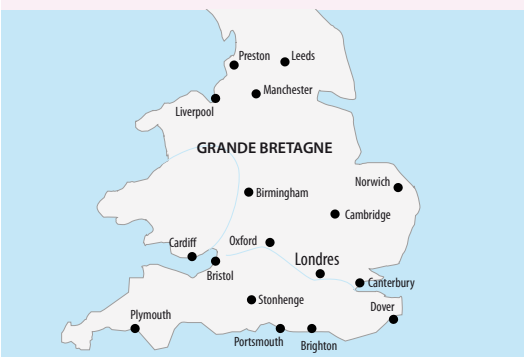 Preston
Leeds
Manchester
Liverpool
GRANDE BRETAGNE
Norwich
Birmingham
Cambridge
Cardiff
Oxford
Londres
Bristol
Canterbury
Stonhenge
Dover
Plymouth
Portsmouth
Brighton